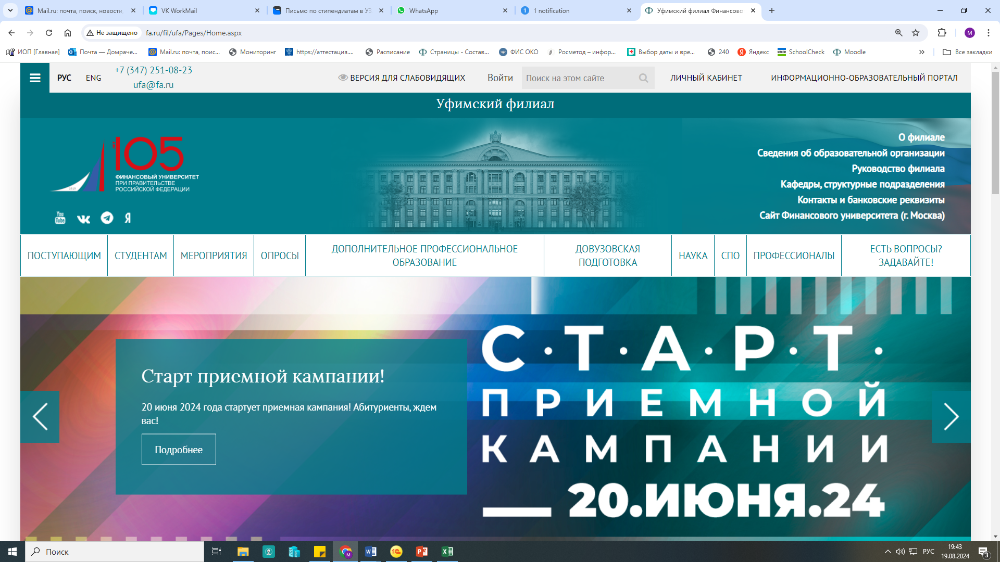 Mail.ru: почта, поиск, новости,
VK WorkMail
Письмо по стипендиатам в УЗ
WhatsApp
1 notification
Уфимский филиал Финансово
Не защищено
fa.ru/fil/ufa/Pages/Home.aspx
M
ИОП [Главная]
Почта — Домраче...
Mail.ru: почта, поис...
Мониторинг
https://аттестация....
Расписание
Страницы - Состав...
ФИС ОКО
Росметод – инфор...
Выбор даты и вре...
240
Яндекс
SchoolCheck
Moodle
Все закладки
РУС
ENG
+7 (347) 251-08-23
ufa@fa.ru
ВЕРСИЯ ДЛЯ СЛАБОВИДЯЩИХ
Войти
Поиск на этом сайте
ЛИЧНЫЙ КАБИНЕТ
ИНФОРМАЦИОННО-ОБРАЗОВАТЕЛЬНЫЙ ПОРТАЛ
Уфимский филиал
105
ФИНАНСОВЫЙ УНИВЕРСИТЕТ
ПРИ ПРАВИТЕЛЬСТВЕ
РОССИЙСКОЙ ФЕДЕРАЦИИ
1919
You
Tube
Я
О филиале
Сведения об образовательной организации
Руководство филиала
Кафедры, структурные подразделения
Контакты и банковские реквизиты
Сайт Финансового университета (г. Москва)
ПОСТУПАЮЩИМ
СТУДЕНТАМ
МЕРОПРИЯТИЯ
ОПРОСЫ
ДОПОЛНИТЕЛЬНОЕ ПРОФЕССИОНАЛЬНОЕ
ОБРАЗОВАНИЕ
ДОВУЗОВСКАЯ
ПОДГОТОВКА
НАУКА
СПО
ПРОФЕССИОНАЛЫ
ЕСТЬ ВОПРОСЫ?
ЗАДАВАЙТЕ!
Старт приемной кампании!
20 июня 2024 года стартует приемная кампания! Абитуриенты, ждем
вас!
Подробнее
С·Т·А·Р·Т·
ПРИЕМНОЙ
КАМПАНИИ
20.ИЮНЯ.24
Поиск
РУС
19:43
19.08.2024
3